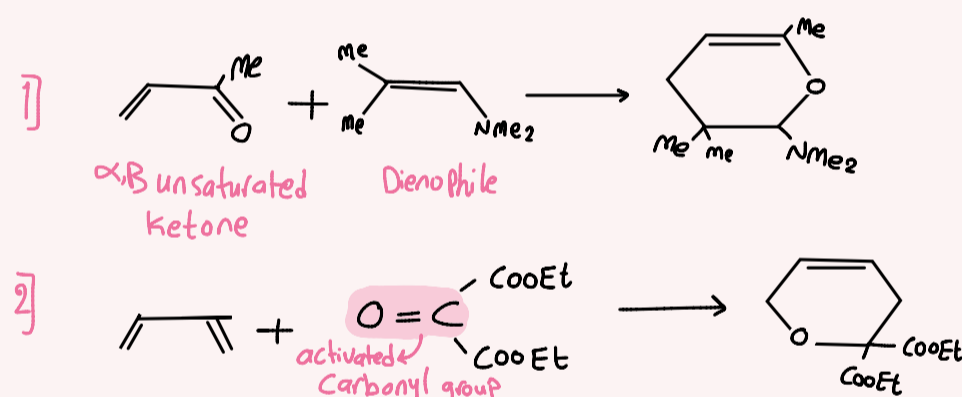 1]
Me
O
+
Me
Me
NMe2
Me
O
Me
Me
NMe2
α,B unsaturated
ketone
Dienophile
2]
+
O = C
COOEt
COOEt
activated
Carbonyl group
O
COOEt
COOEt